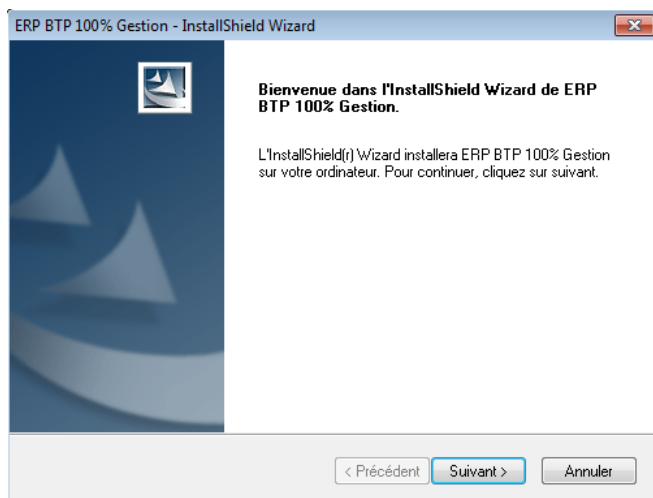 ERP BTP 100% Gestion - InstallShield Wizard
Bienvenue dans l'InstallShield Wizard de ERP
BTP 100% Gestion.
L'InstallShield(r) Wizard installera ERP BTP 100% Gestion
sur votre ordinateur. Pour continuer, cliquez sur suivant.
< Précédent Suivant > Annuler